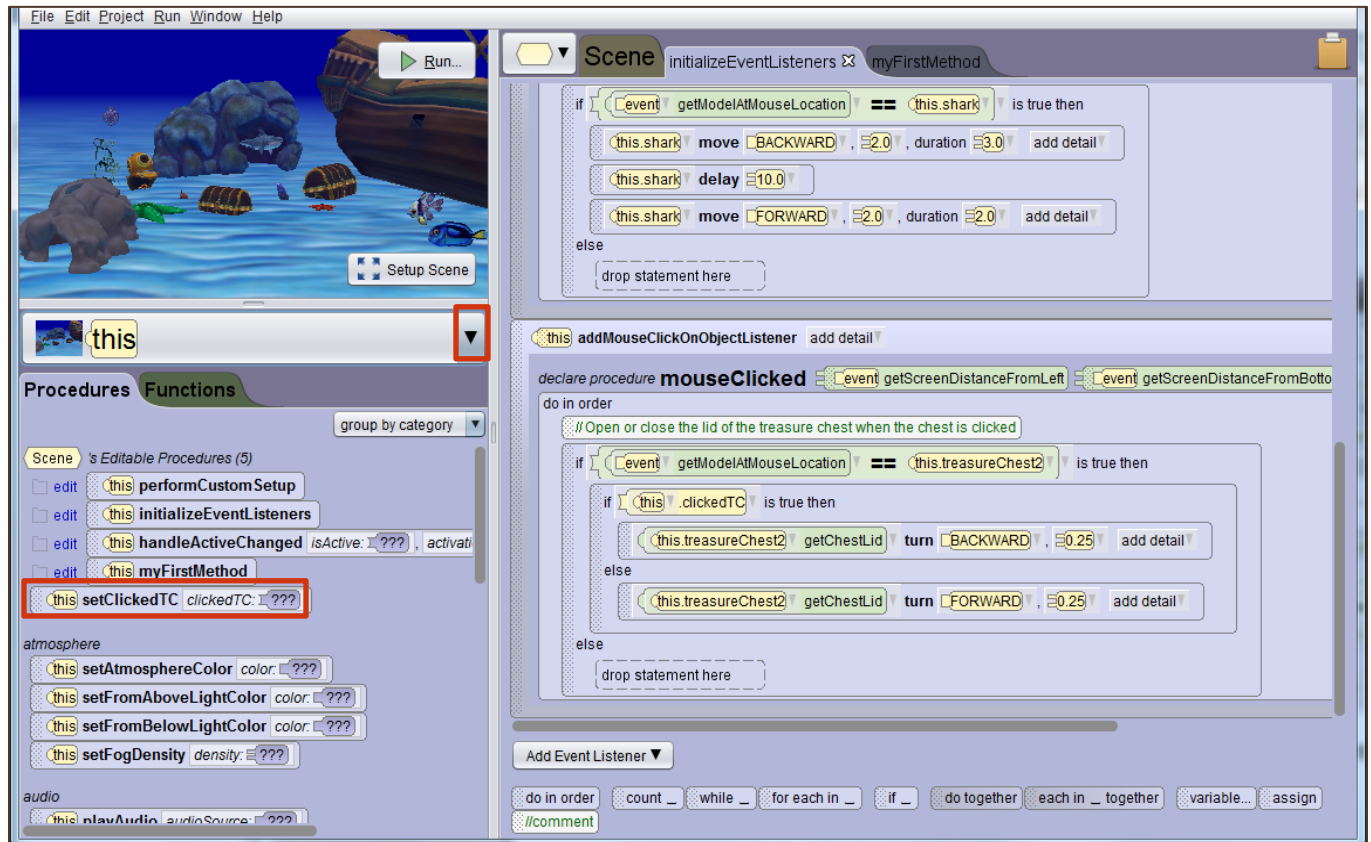 File Edit Project Run Window Help
Run...
Setup Scene
this
Procedures Functions
group by category
Scene 's Editable Procedures (5)
edit this performCustomSetup
edit this initializeEventListeners
edit this handleActiveChanged isActive: ??? , activati
edit this myFirstMethod
this setClickedTC clickedTC: ???
atmosphere
this setAtmosphereColor color: ???
this setFromAboveLightColor color: ???
this setFromBelowLightColor color: ???
this setFogDensity density: ???
audio
this playAudio audioSource: ???
Scene initializeEventListeners myFirstMethod
if event getModelAtMouseLocation == this.shark is true then
this.shark move BACKWARD , 2.0 , duration 3.0 add detail
this.shark delay 10.0
this.shark move FORWARD , 2.0 , duration 2.0 add detail
else
drop statement here
this addMouseClickOnObjectListener add detail
declare procedure mouseClicked event getScreenDistanceFromLeft event getScreenDistanceFromBotto
do in order
//Open or close the lid of the treasure chest when the chest is clicked
if event getModelAtMouseLocation == this.treasureChest2 is true then
if this .clickedTC is true then
this.treasureChest2 getChestLid turn BACKWARD , 0.25 add detail
else
this.treasureChest2 getChestLid turn FORWARD , 0.25 add detail
else
drop statement here
Add Event Listener
do in order count _ while _ for each in _ if _ do together each in _ together variable... assign
//comment